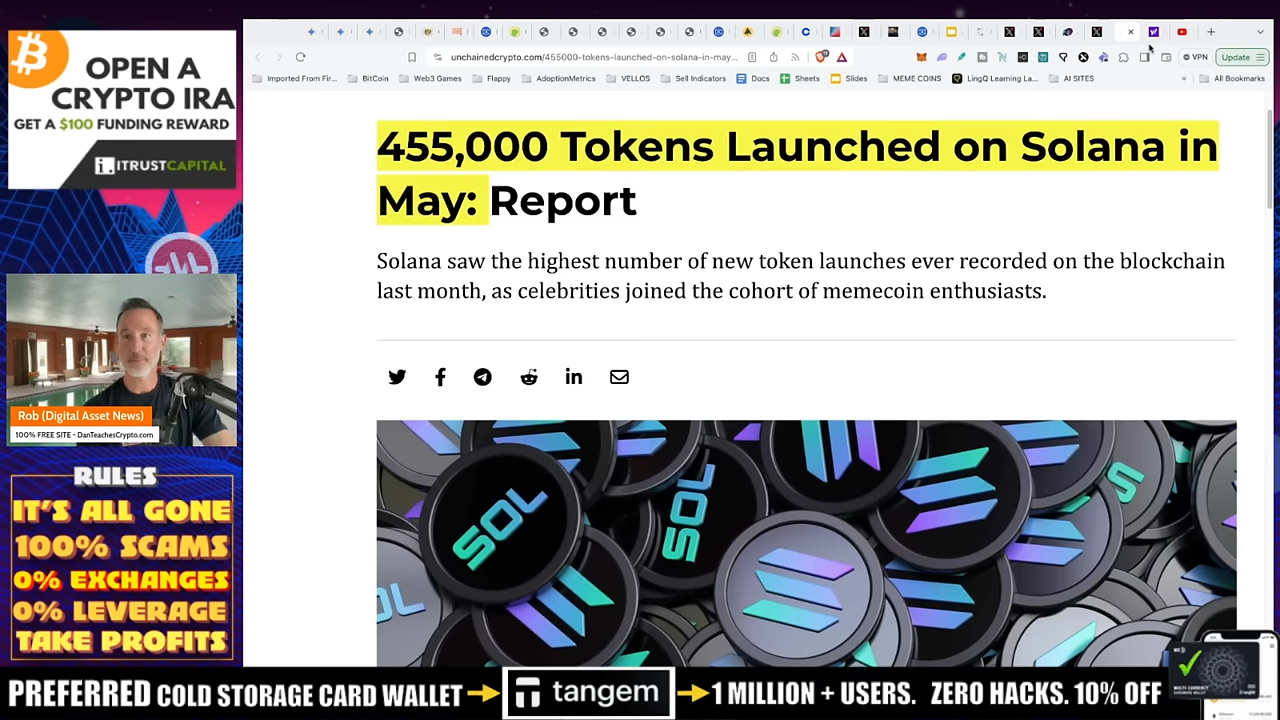 OPEN A
CRYPTO IRA
GET A $100 FUNDING REWARD
ITRUSTCAPITAL
unchainedcrypto.com/455000-tokens-launched-on-solana-in-may...
VPN
Update
Imported From Fir...
BitCoin
Web3 Games
Flappy
AdoptionMetrics
VELLOS
Sell Indicators
Docs
Sheets
Slides
MEME COINS
LingQ Learning La...
AI SITES
All Bookmarks
455,000 Tokens Launched on Solana in
May: Report
Solana saw the highest number of new token launches ever recorded on the blockchain
last month, as celebrities joined the cohort of memecoin enthusiasts.
SOL
SOL
S
OL
Rob (Digital Asset News)
100% FREE SITE - DanTeachesCrypto.com
RULES
IT'S ALL GONE
100% SCAMS
0% EXCHANGES
0% LEVERAGE
TAKE PROFITS
PREFERRED COLD STORAGE CARD WALLET
tangem
1 MILLION + USERS. ZERO HACKS. 10% OFF